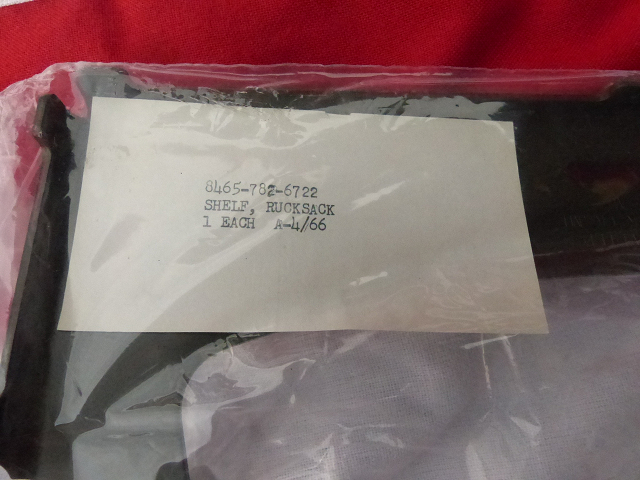 8465-782-6722
SHELF, RUCKSACK
1 EACH A-4/66